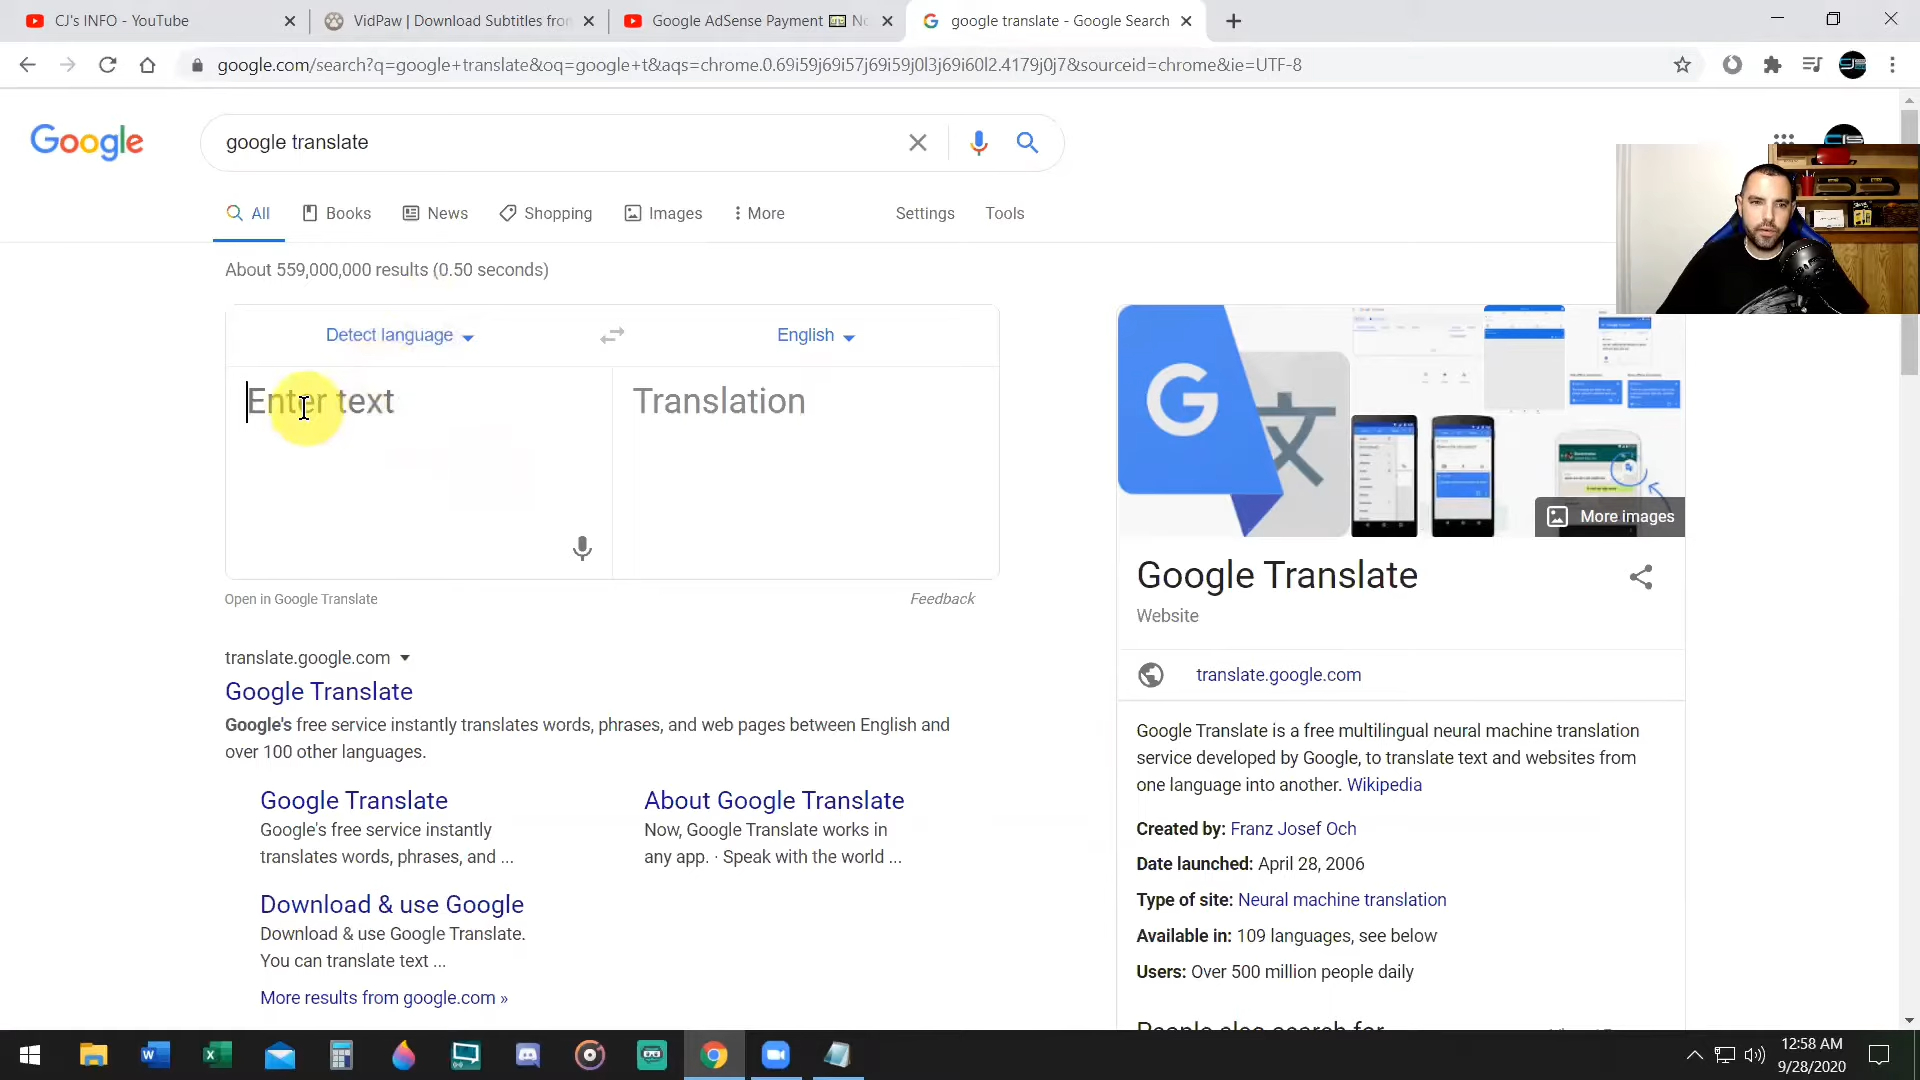 CJ's INFO - YouTube
VidPaw | Download Subtitles fro
Google AdSense Payment
google translate - Google Search
google.com/search?q=google+translate&oq=google+t&aqs=chrome.0.69i59j69i57j69i59j0l3j69i60l2.4179j0j7&sourceid=chrome&ie=UTF-8
Google
google translate
All
Books
News
Shopping
Images
More
Settings
Tools
About 559,000,000 results (0.50 seconds)
Detect language
English
Enter text
Translation
Open in Google Translate
Feedback
More images
Google Translate
Website
translate.google.com
Google Translate is a free multilingual neural machine translation
service developed by Google, to translate text and websites from
one language into another. Wikipedia
Created by: Franz Josef Och
Date launched: April 28, 2006
Type of site: Neural machine translation
Available in: 109 languages, see below
Users: Over 500 million people daily
People also search for
translate.google.com
Google Translate
Google's free service instantly translates words, phrases, and web pages between English and
over 100 other languages.
Google Translate
Google's free service instantly
translates words, phrases, and ...
About Google Translate
Now, Google Translate works in
any app. · Speak with the world ...
Download & use Google
Download & use Google Translate.
You can translate text ...
More results from google.com »
12:58 AM
9/28/2020